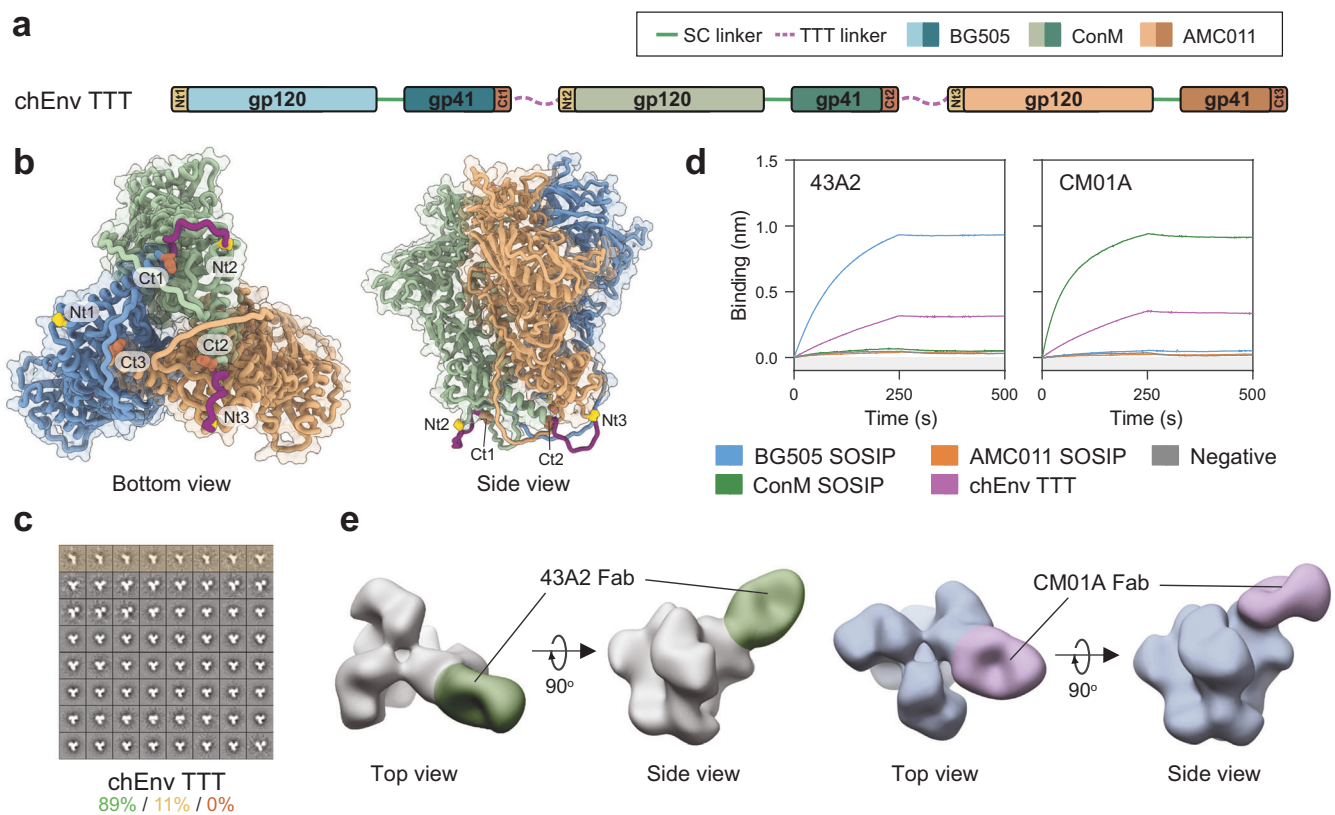 a
SC linker TTT linker BG505 ConM AMC011
chEnv TTT Nt1 gp120 gp41 Ct1 Nt2 gp120 gp41 Ct2 Nt3 gp120 gp41 Ct3
b
Ct1 Nt2
Nt1
Ct3 Ct2
Nt3
Bottom view
Nt2 Ct1 Ct2 Nt3
Side view
d
Binding (nm)
1.5
1.0
0.5
0.0
43A2
0 250 500
Time (s)
CM01A
0 250 500
Time (s)
BG505 SOSIP AMC011 SOSIP Negative
ConM SOSIP chEnv TTT
c
chEnv TTT
89% / 11% / 0%
e
43A2 Fab
90º
Top view Side view
CM01A Fab
90º
Top view Side view